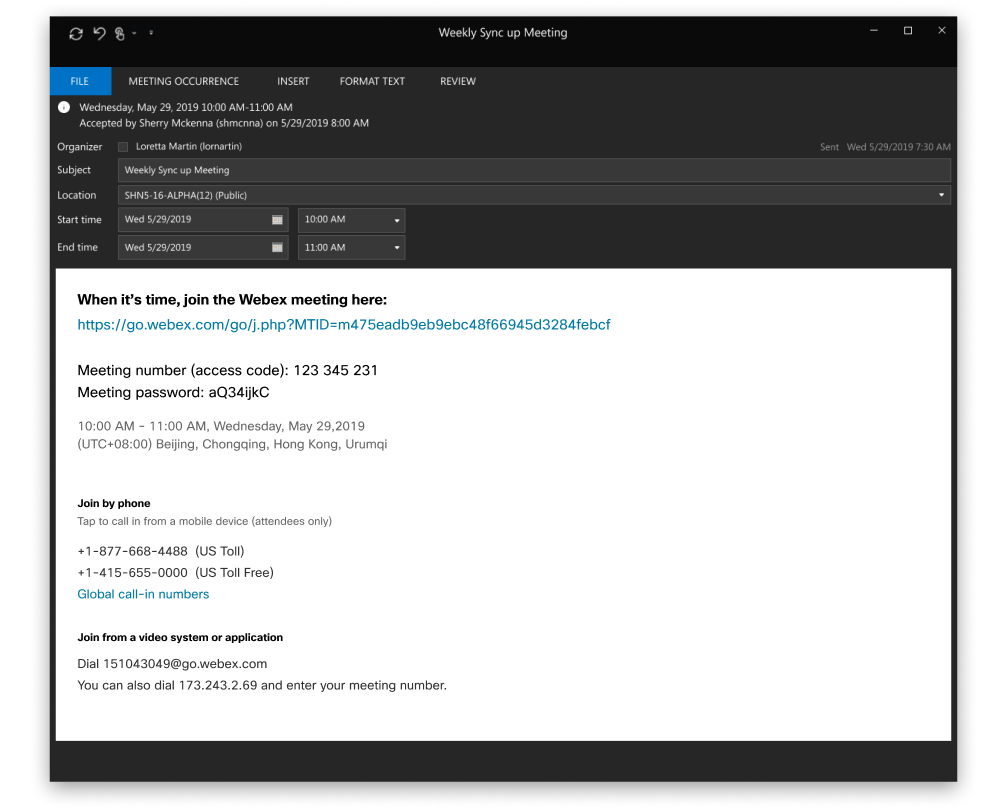 Weekly Sync up Meeting
FILE MEETING OCCURRENCE INSERT FORMAT TEXT REVIEW
Wednesday, May 29, 2019 10:00 AM-11:00 AM
Accepted by Sherry Mckenna (shmcnna) on 5/29/2019 8:00 AM
Organizer Loretta Martin (lornartin) Sent Wed 5/29/2019 7:30 AM
Subject Weekly Sync up Meeting
Location SHN5-16-ALPHA(12) (Public)
Start time Wed 5/29/2019 10:00 AM
End time Wed 5/29/2019 11:00 AM
When it's time, join the Webex meeting here:
https://go.webex.com/go/j.php?MTID=m475eadb9eb9ebc48f66945d3284febcf
Meeting number (access code): 123 345 231
Meeting password: aQ34ijkC
10:00 AM - 11:00 AM, Wednesday, May 29,2019
(UTC+08:00) Beijing, Chongqing, Hong Kong, Urumqi
Join by phone
Tap to call in from a mobile device (attendees only)
+1-877-668-4488 (US Toll)
+1-415-655-0000 (US Toll Free)
Global call-in numbers
Join from a video system or application
Dial 151043049@go.webex.com
You can also dial 173.243.2.69 and enter your meeting number.